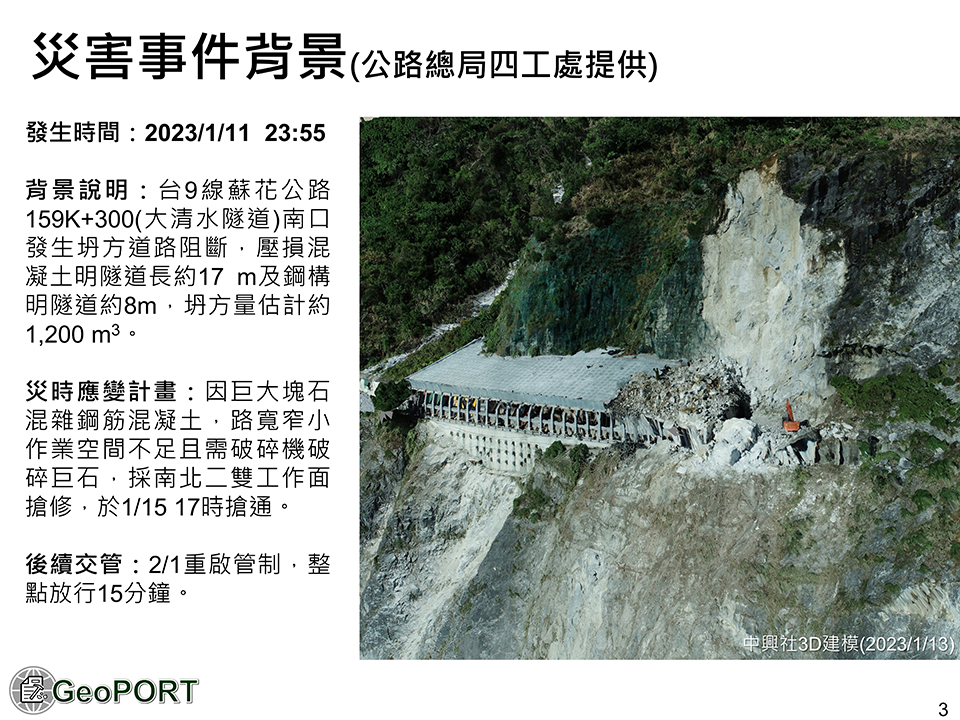 災害事件背景(公路總局四工處提供)
發生時間：2023/1/11 23:55
背景說明：台9線蘇花公路
159K+300(大清水隧道)南口
發生坍方道路阻斷，壓損混
凝土明隧道長約17 m及鋼構
明隧道約8m，坍方量估計約
1,200 m³。
災時應變計畫：因巨大塊石
混雜鋼筋混凝土，路寬窄小
作業空間不足且需破碎機破
碎巨石，採南北二雙工作面
搶修，於1/15 17時搶通。
後續交管：2/1重啟管制，整
點放行15分鐘。
中興社3D建模(2023/1/13)
GeoPORT
3